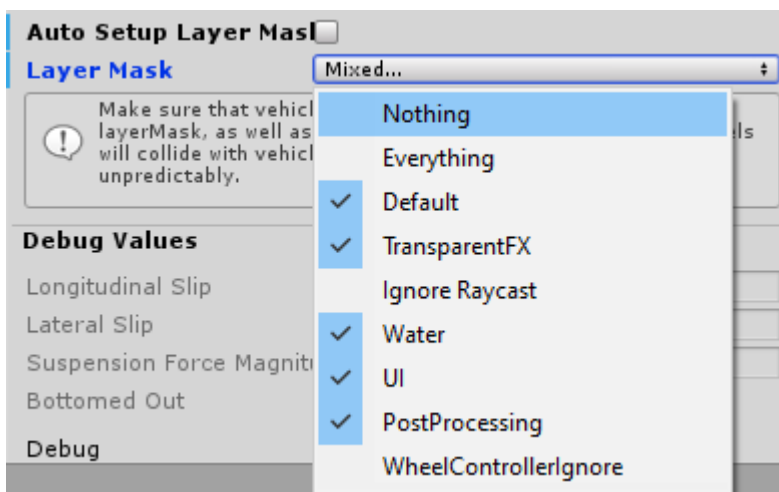 Auto Setup Layer Mas
Layer Mask
Mixed...
Make sure that vehicl
layerMask, as well as
els
will collide with vehicl
unpredictably.
Nothing
Everything
Default
TransparentFX
Ignore Raycast
Water
UI
PostProcessing
WheelControllerIgnore
Debug Values
Longitudinal Slip
Lateral Slip
Suspension Force Magnit
Bottomed Out
Debug